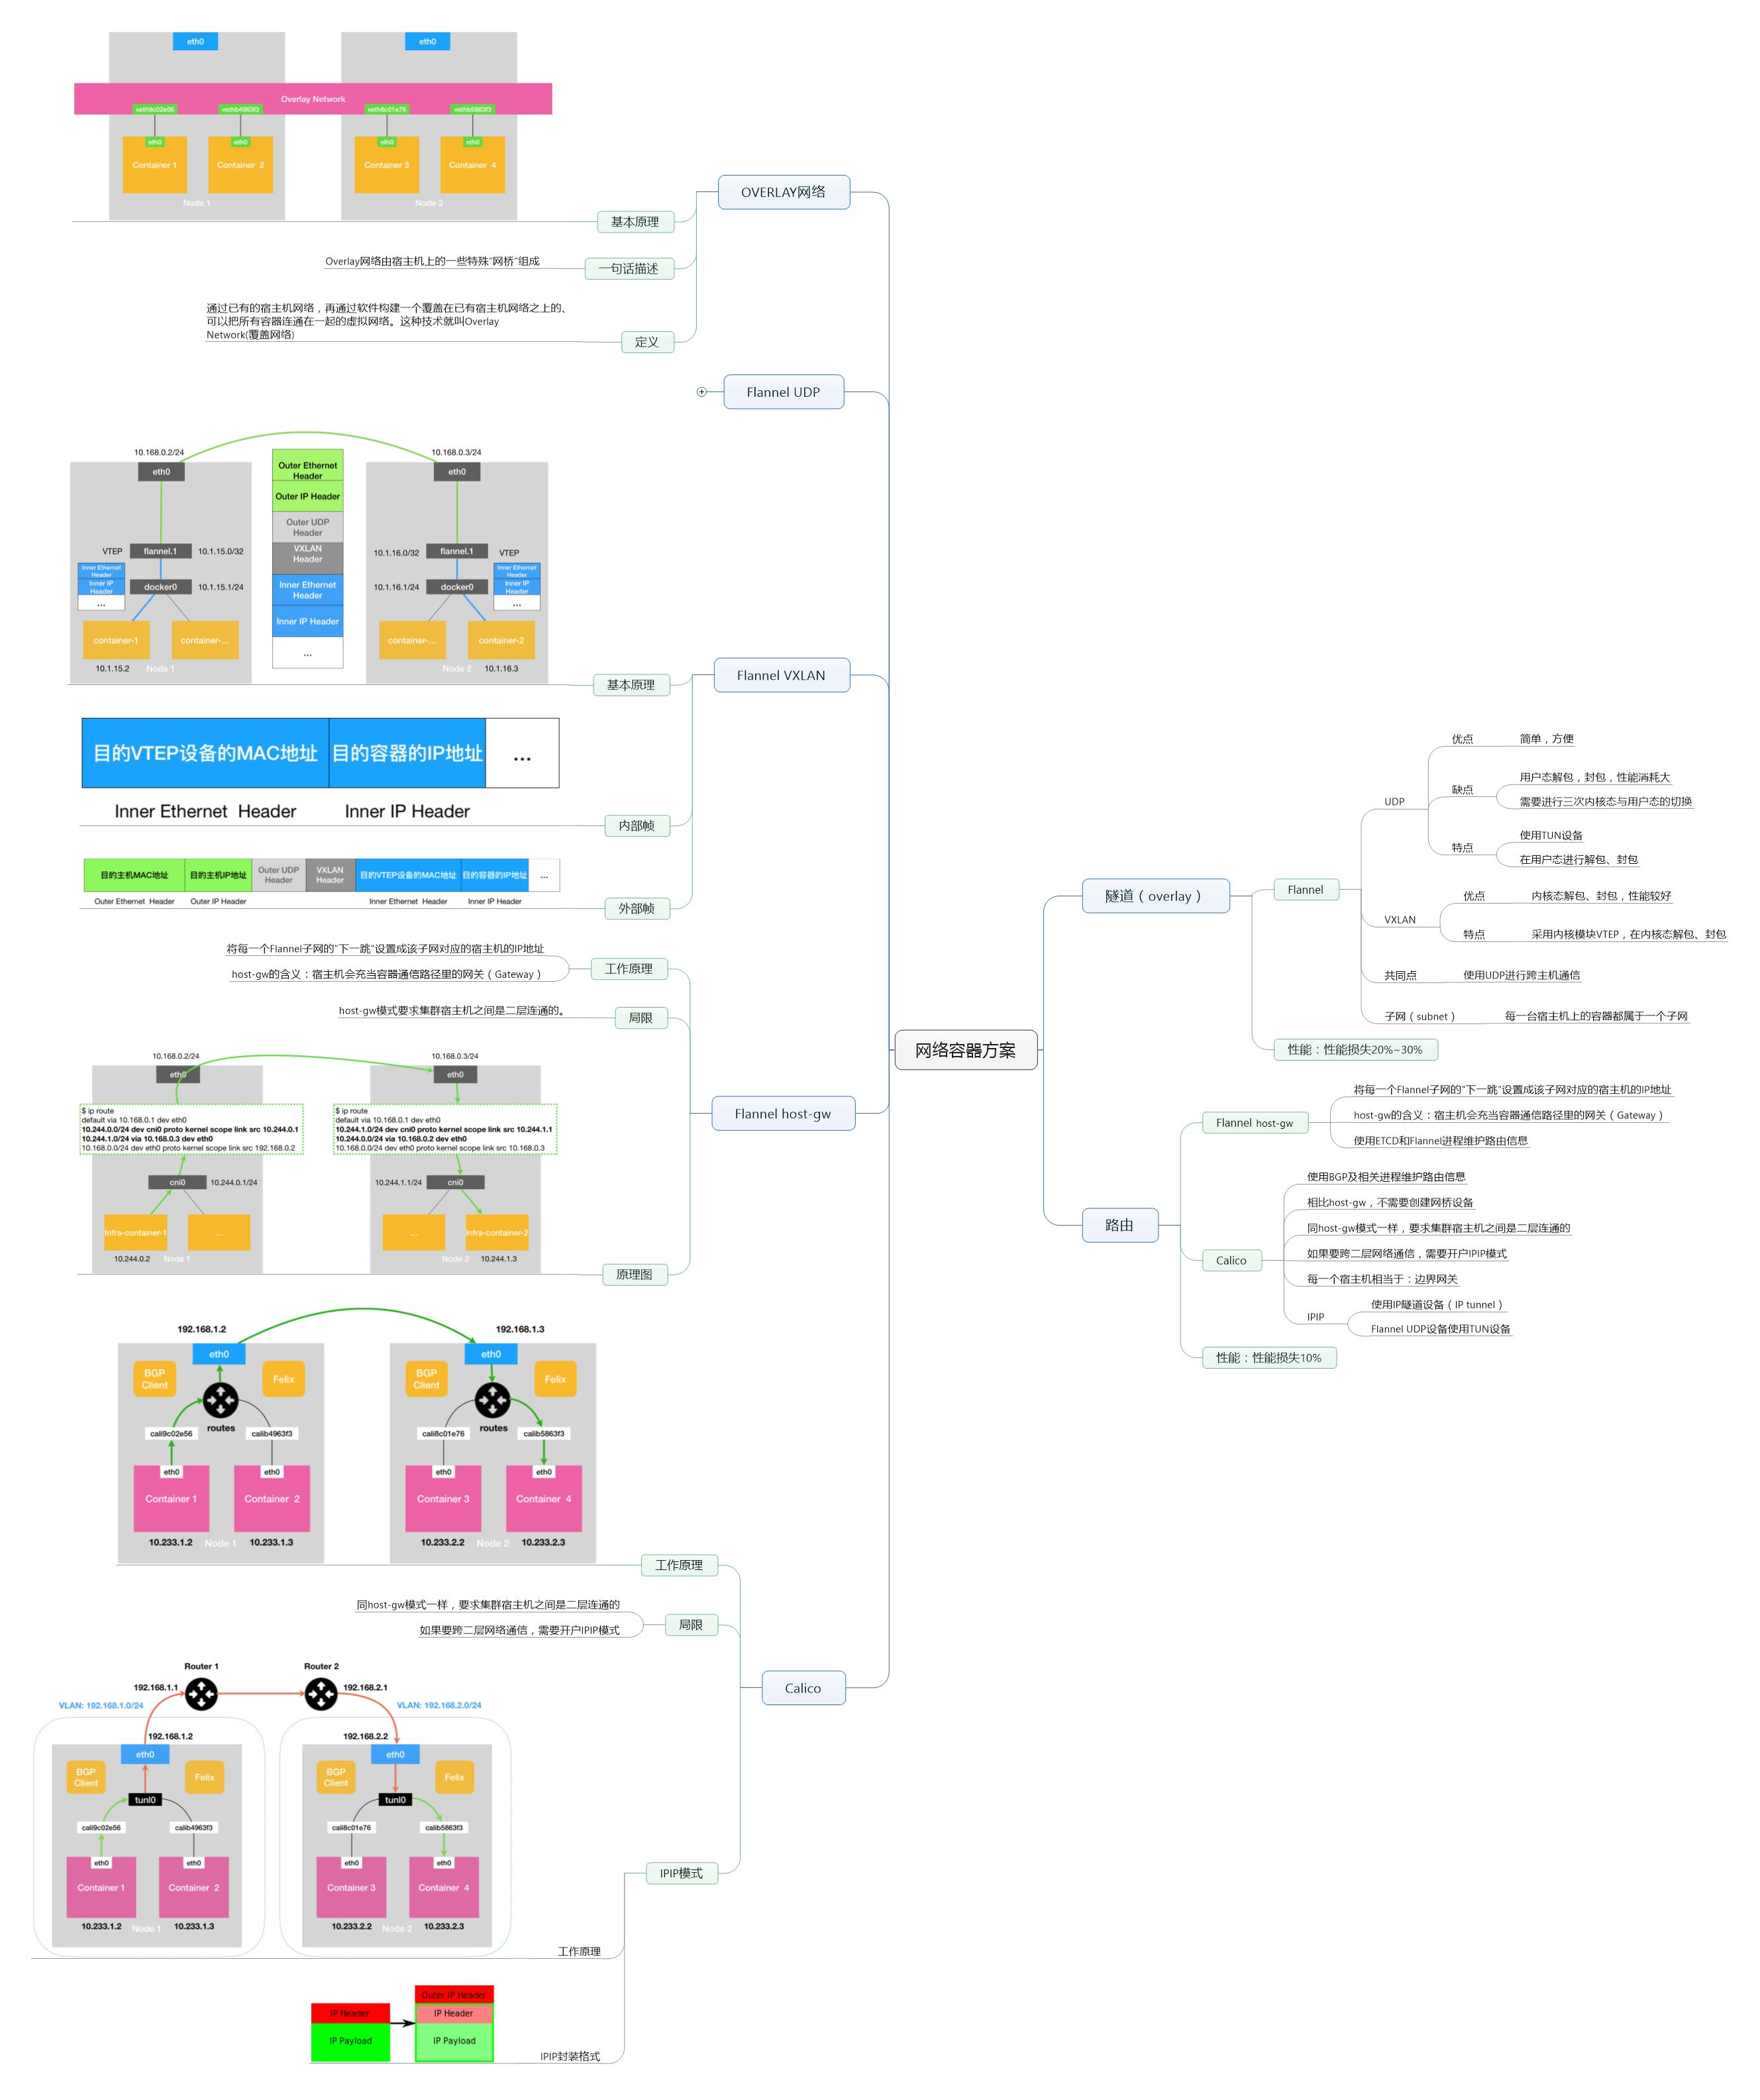 eth0
eth0
Overlay Network
veth9c02e56
vethb4963f3
veth8c01e76
vethb5863f3
eth0
eth0
eth0
eth0
Container 1
Container 2
Container 3
Container 4
Node 1
Node 2
OVERLAY网络
基本原理
Overlay网络由宿主机上的一些特殊"网桥"组成
一句话描述
通过已有的宿主机网络，再通过软件构建一个覆盖在已有宿主机网络之上的、
可以把所有容器连通在一起的虚拟网络。这种技术就叫Overlay
Network(覆盖网络)
定义
Flannel UDP
10.168.0.2/24
10.168.0.3/24
eth0
eth0
Outer Ethernet
Header
Outer IP Header
Outer UDP
Header
VXLAN
Header
Inner Ethernet
Header
Inner IP Header
...
VTEP
flannel.1
10.1.15.0/32
10.1.16.0/32
flannel.1
VTEP
Inner Ethernet
Header
Inner IP
Header
...
docker0
10.1.15.1/24
10.1.16.1/24
docker0
Inner Ethernet
Header
Inner IP
Header
...
container-1
container-...
container-...
container-2
10.1.15.2
Node 1
Node 2
10.1.16.3
Flannel VXLAN
基本原理
目的VTEP设备的MAC地址
目的容器的IP地址
...
Inner Ethernet Header
Inner IP Header
内部帧
目的主机MAC地址
目的主机IP地址
Outer UDP
Header
VXLAN
Header
目的VTEP设备的MAC地址
目的容器的IP地址
...
Outer Ethernet Header
Outer IP Header
Inner Ethernet Header
Inner IP Header
外部帧
将每一个Flannel子网的"下一跳"设置成该子网对应的宿主机的IP地址
host-gw的含义：宿主机会充当容器通信路径里的网关（Gateway）
工作原理
host-gw模式要求集群宿主机之间是二层连通的。
局限
10.168.0.2/24
10.168.0.3/24
eth0
eth0
$ ip route
default via 10.168.0.1 dev eth0
10.244.0.0/24 dev cni0 proto kernel scope link src 10.244.0.1
10.244.1.0/24 via 10.168.0.3 dev eth0
10.168.0.0/24 dev eth0 proto kernel scope link src 192.168.0.2
$ ip route
default via 10.168.0.1 dev eth0
10.244.1.0/24 dev cni0 proto kernel scope link src 10.244.1.1
10.244.0.0/24 via 10.168.0.2 dev eth0
10.168.0.0/24 dev eth0 proto kernel scope link src 10.168.0.3
cni0
10.244.0.1/24
10.244.1.1/24
cni0
Infra-container-1
...
...
Infra-container-2
10.244.0.2
Node 1
Node 2
10.244.1.3
原理图
Flannel host-gw
192.168.1.2
192.168.1.3
eth0
eth0
BGP
Client
Felix
BGP
Client
Felix
routes
routes
cali9c02e56
calib4963f3
cali8c01e76
calib5863f3
eth0
eth0
eth0
eth0
Container 1
Container 2
Container 3
Container 4
10.233.1.2
Node 1
10.233.1.3
10.233.2.2
Node 2
10.233.2.3
工作原理
同host-gw模式一样，要求集群宿主机之间是二层连通的
如果要跨二层网络通信，需要开户IPIP模式
局限
Calico
Router 1
Router 2
192.168.1.1
192.168.2.1
VLAN: 192.168.1.0/24
VLAN: 192.168.2.0/24
192.168.1.2
192.168.2.2
eth0
eth0
BGP
Client
Felix
BGP
Client
Felix
tunl0
tunl0
cali9c02e56
calib4963f3
cali8c01e76
calib5863f3
eth0
eth0
eth0
eth0
Container 1
Container 2
Container 3
Container 4
10.233.1.2
Node 1
10.233.1.3
10.233.2.2
Node 2
10.233.2.3
IPIP模式
工作原理
Outer IP Header
IP Header
IP Header
IP Payload
IP Payload
IPIP封装格式
网络容器方案
隧道（overlay）
Flannel
UDP
优点
简单，方便
缺点
用户态解包，封包，性能消耗大
需要进行三次内核态与用户态的切换
特点
使用TUN设备
在用户态进行解包、封包
VXLAN
优点
内核态解包、封包，性能较好
特点
采用内核模块VTEP，在内核态解包、封包
共同点
使用UDP进行跨主机通信
子网（subnet）
每一台宿主机上的容器都属于一个子网
性能：性能损失20%~30%
路由
Flannel host-gw
将每一个Flannel子网的"下一跳"设置成该子网对应的宿主机的IP地址
host-gw的含义：宿主机会充当容器通信路径里的网关（Gateway）
使用ETCD和Flannel进程维护路由信息
Calico
使用BGP及相关进程维护路由信息
相比host-gw，不需要创建网桥设备
同host-gw模式一样，要求集群宿主机之间是二层连通的
如果要跨二层网络通信，需要开户IPIP模式
每一个宿主机相当于：边界网关
IPIP
使用IP隧道设备（IP tunnel）
Flannel UDP设备使用TUN设备
性能：性能损失10%